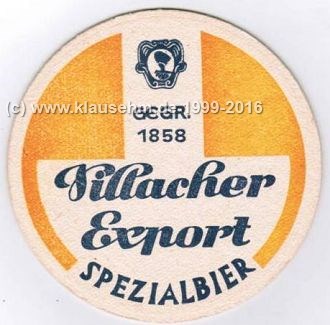 (c) www.klausehm.de 1999-2016
GEGR.
1858
Villacher
Export
SPEZIALBIER